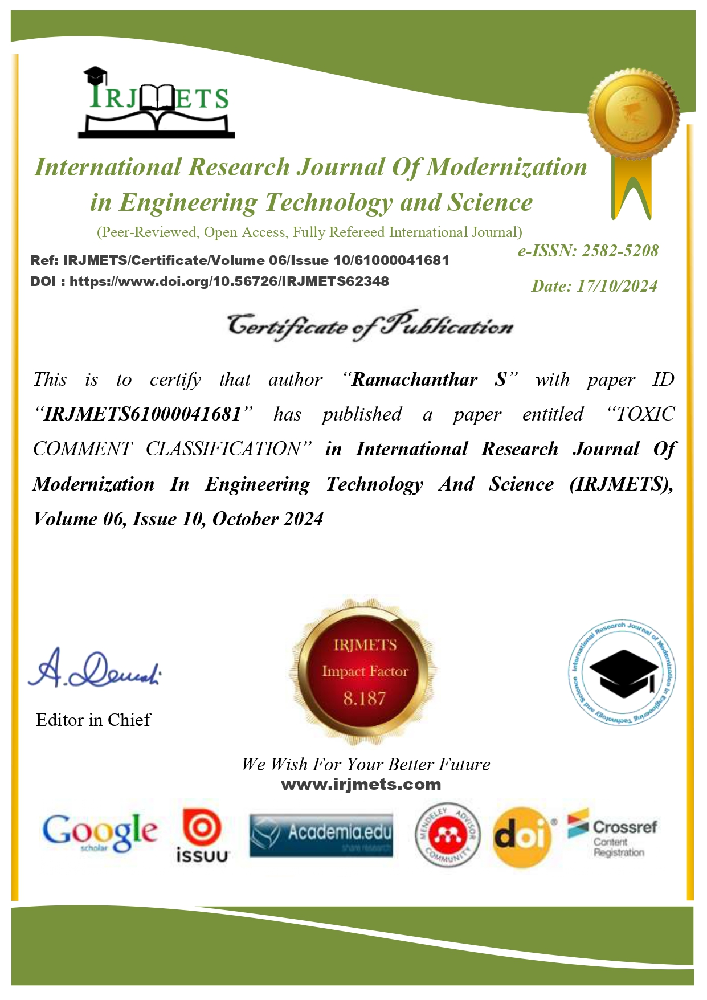 IRJMETS
International Research Journal Of Modernization
in Engineering Technology and Science
(Peer-Reviewed, Open Access, Fully Refereed International Journal)
e-ISSN: 2582-5208
Ref: IRJMETS/Certificate/Volume 06/Issue 10/61000041681
DOI : https://www.doi.org/10.56726/IRJMETS62348
Date: 17/10/2024
Certificate of Publication
This is to certify that author “Ramachanthar S” with paper ID
“IRJMETS61000041681” has published a paper entitled “TOXIC
COMMENT CLASSIFICATION” in International Research Journal Of
Modernization In Engineering Technology And Science (IRJMETS),
Volume 06, Issue 10, October 2024
IRJMETS
Impact Factor
8.187
International Research Journal of Modernization in Engineering Technology and Science
A.
Editor in Chief
We Wish For Your Better Future
www.irjmets.com
Google
scholar
issuu
Academia.edu
share research
MENDELEY ADVISOR
COMMUNITY
doi®
Crossref
Content
Registration